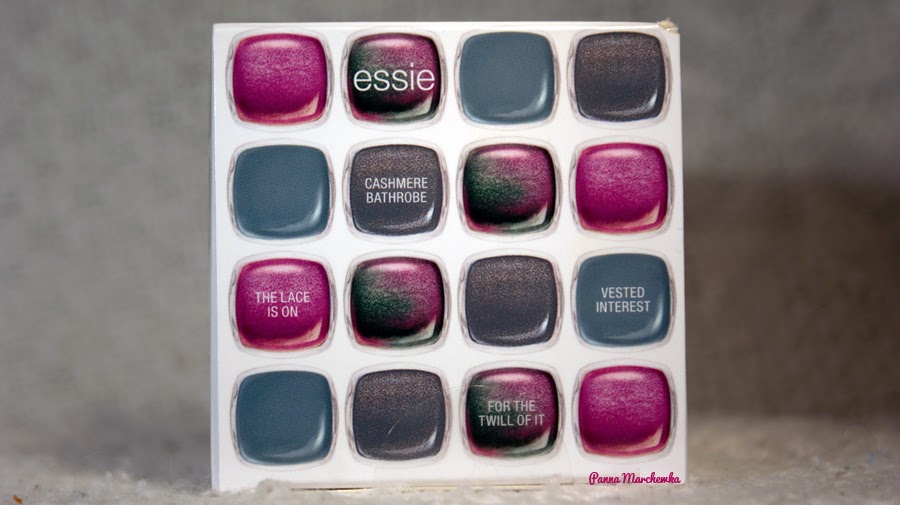 essie
CASHMERE
BATHROBE
THE LACE
IS ON
VESTED
INTEREST
FOR THE
TWILL OF IT
Panna Marchewka